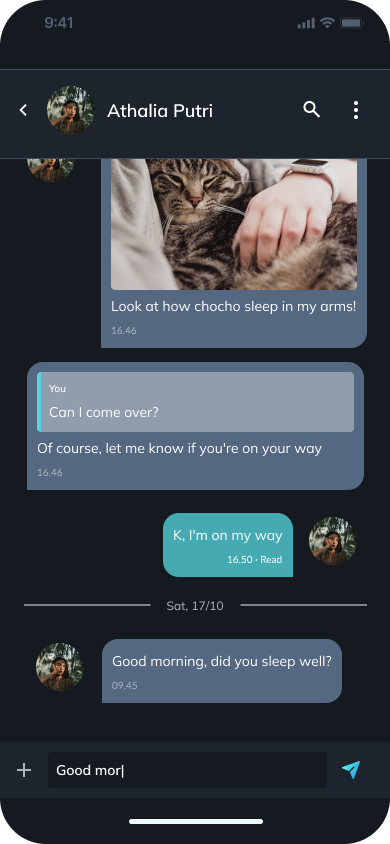 9:41
Athalia Putri
Look at how chocho sleep in my arms!
16.46
You
Can I come over?
Of course, let me know if you're on your way
16.46
K, I'm on my way
16.50 · Read
Sat, 17/10
Good morning, did you sleep well?
09.45
Good mor